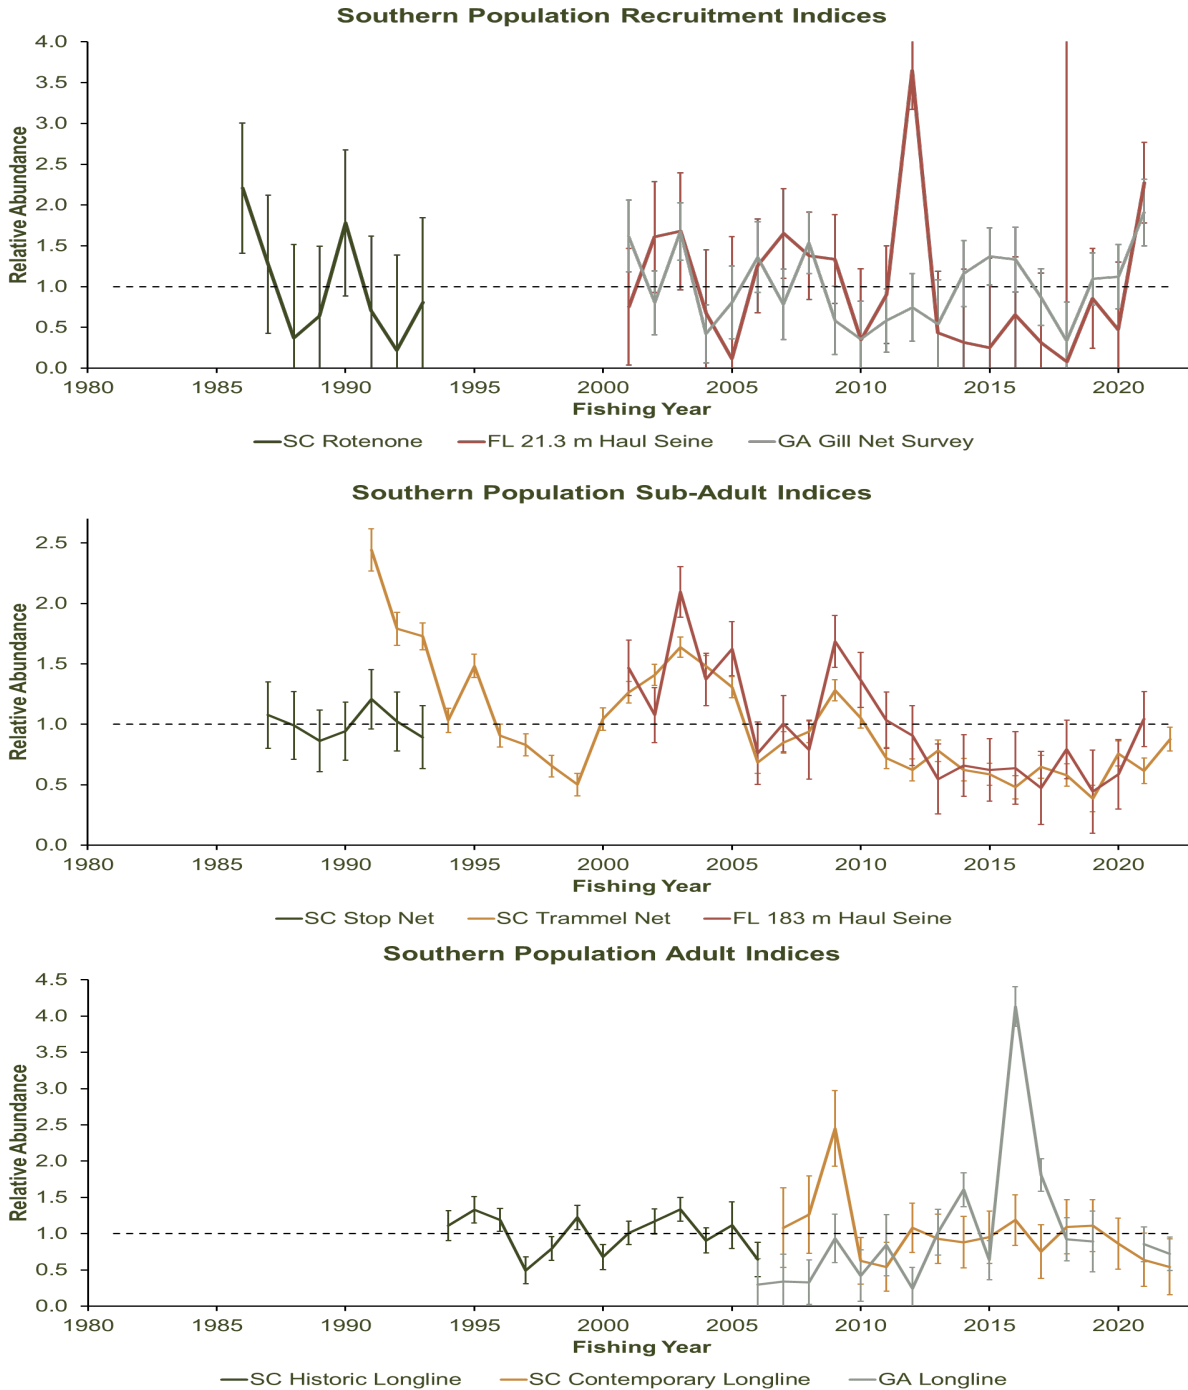 Southern Population Recruitment Indices
Relative Abundance
4.0
3.5
3.0
2.5
2.0
1.5
1.0
0.5
0.0
1980 1985 1990 1995 2000 2005 2010 2015 2020
Fishing Year
SC Rotenone FL 21.3 m Haul Seine GA Gill Net Survey
Southern Population Sub-Adult Indices
Relative Abundance
2.5
2.0
1.5
1.0
0.5
0.0
1980 1985 1990 1995 2000 2005 2010 2015 2020
Fishing Year
SC Stop Net SC Trammel Net FL 183 m Haul Seine
Southern Population Adult Indices
Relative Abundance
4.5
4.0
3.5
3.0
2.5
2.0
1.5
1.0
0.5
0.0
1980 1985 1990 1995 2000 2005 2010 2015 2020
Fishing Year
SC Historic Longline SC Contemporary Longline GA Longline